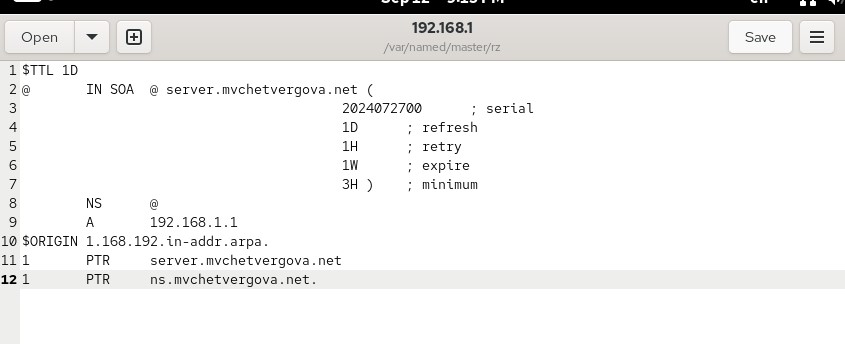 Open
192.168.1
/var/named/master/rz
Save
1 $TTL 1D
2 @ IN SOA @ server.mvchetvergova.net (
3 2024072700 ; serial
4 1D ; refresh
5 1H ; retry
6 1W ; expire
7 3H ) ; minimum
8 NS @
9 A 192.168.1.1
10 $ORIGIN 1.168.192.in-addr.arpa.
11 1 PTR server.mvchetvergova.net
12 1 PTR ns.mvchetvergova.net.